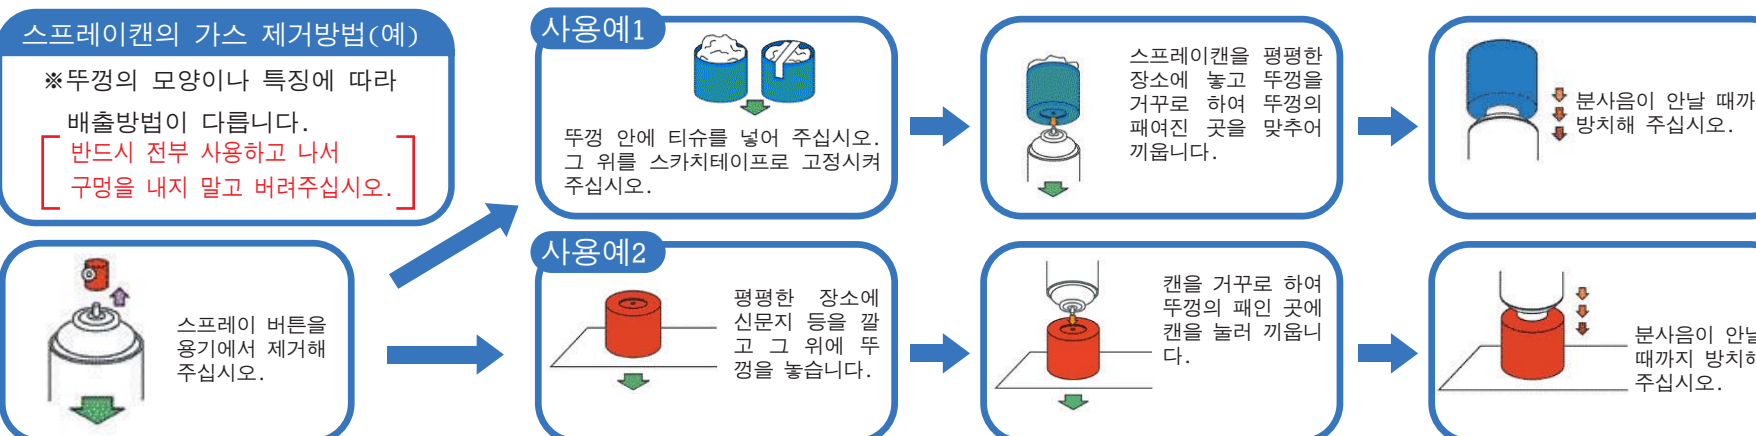 스프레이캔의 가스 제거방법(예)
※뚜껑의 모양이나 특징에 따라
배출방법이 다릅니다.
반드시 전부 사용하고 나서
구멍을 내지 말고 버려주십시오.
스프레이 버튼을
용기에서 제거해
주십시오.
사용예1
뚜껑 안에 티슈를 넣어 주십시오.
그 위를 스카치테이프로 고정시켜
주십시오.
스프레이캔을 평평한
장소에 놓고 뚜껑을
거꾸로 하여 뚜껑의
패여진 곳을 맞추어
끼웁니다.
분사음이 안날 때까
방치해 주십시오.
사용예2
평평한 장소에
신문지 등을 깔
고 그 위에 뚜
껑을 놓습니다.
캔을 거꾸로 하여
뚜껑의 패인 곳에
캔을 눌러 끼웁니
다.
분사음이 안날
때까지 방치해
주십시오.